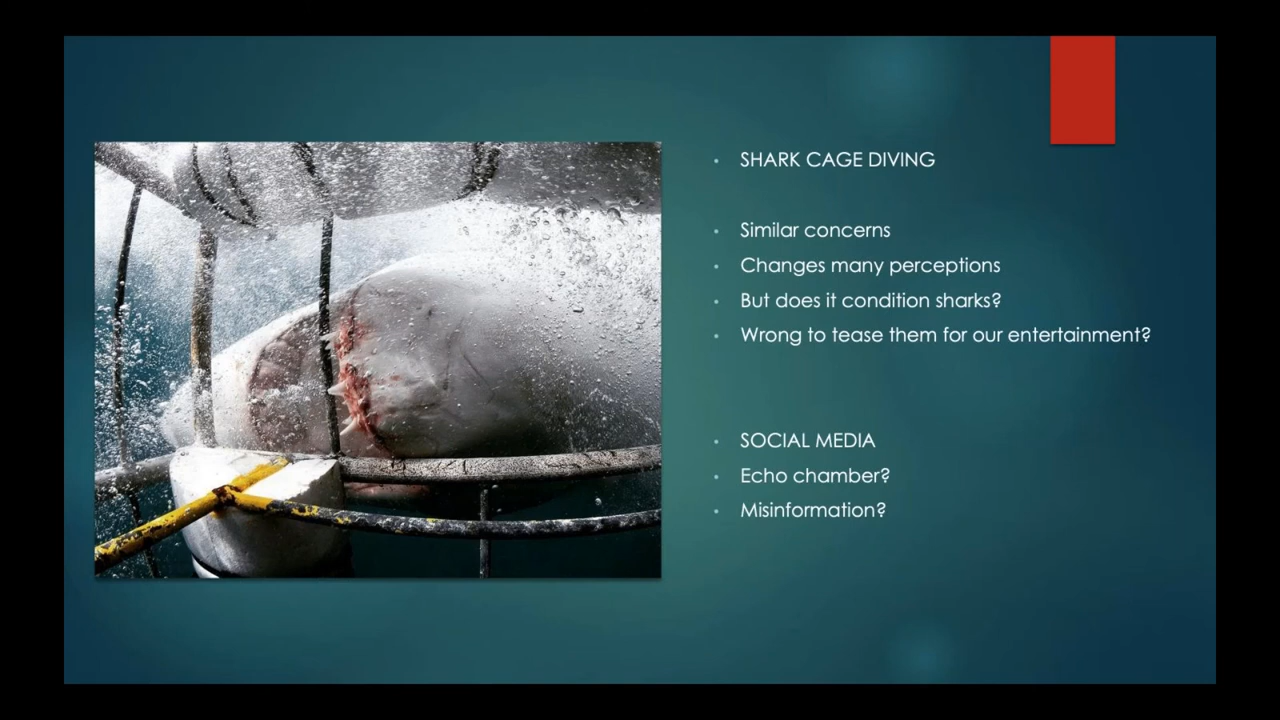 SHARK CAGE DIVING
Similar concerns
Changes many perceptions
But does it condition sharks?
Wrong to tease them for our entertainment?
SOCIAL MEDIA
Echo chamber?
Misinformation?